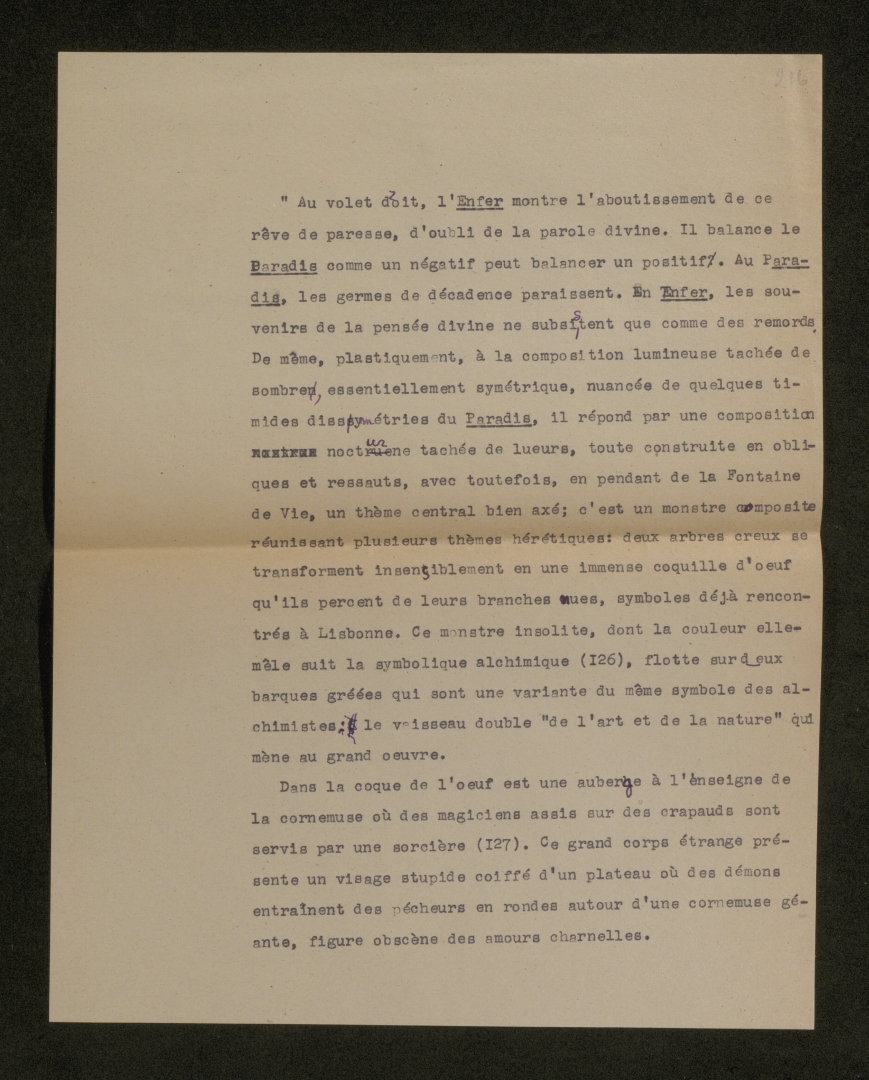 216
" Au volet droit, l'Enfer montre l'aboutissement de ce
rêve de paresse, d'oubli de la parole divine. Il balance le
Paradis comme un négatif peut balancer un positif. Au Para-
dis, les germes de décadence paraissent. En Enfer, les sou-
venirs de la pensée divine ne subsistent que comme des remords.
De même, plastiquement, à la composition lumineuse tachée de
sombre, essentiellement symétrique, nuancée de quelques ti-
mides dissymétries du Paradis, il répond par une composition
nocturne tachée de lueurs, toute construite en obli-
ques et ressauts, avec toutefois, en pendant de la Fontaine
de Vie, un thème central bien axé; c'est un monstre composite
réunissant plusieurs thèmes hérétiques: deux arbres creux se
transforment insensiblement en une immense coquille d'oeuf
qu'ils percent de leurs branches nues, symboles déjà rencon-
trés à Lisbonne. Ce monstre insolite, dont la couleur elle-
mêle suit la symbolique alchimique (I26), flotte sur deux
barques gréées qui sont une variante du même symbole des al-
chimistes: le vaisseau double "de l'art et de la nature" qui
mène au grand oeuvre.
Dans la coque de l'oeuf est une auberge à l'énseigne de
la cornemuse où des magiciens assis sur des crapauds sont
servis par une sorcière (I27). Ce grand corps étrange pré-
sente un visage stupide coiffé d'un plateau où des démons
entraînent des pécheurs en rondes autour d'une cornemuse gé-
ante, figure obscène des amours charnelles.